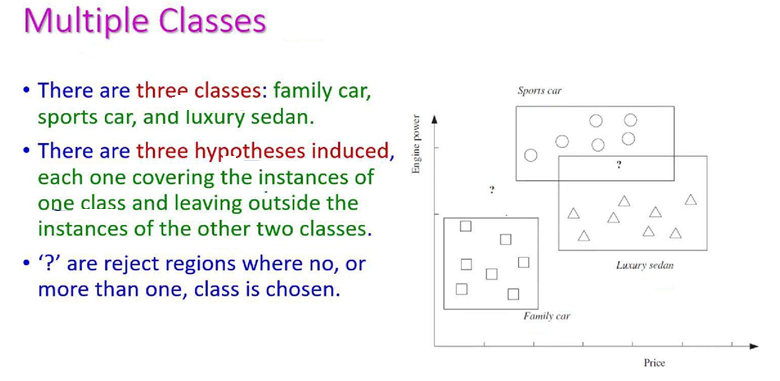 Multiple Classes
• There are three classes: family car,
sports car, and luxury sedan.
• There are three hypotheses induced,
each one covering the instances of
one class and leaving outside the
instances of the other two classes.
• ‘?’ are reject regions where no, or
more than one, class is chosen.
Sports car
Engine power
?
?
Luxury sedan
Family car
Price